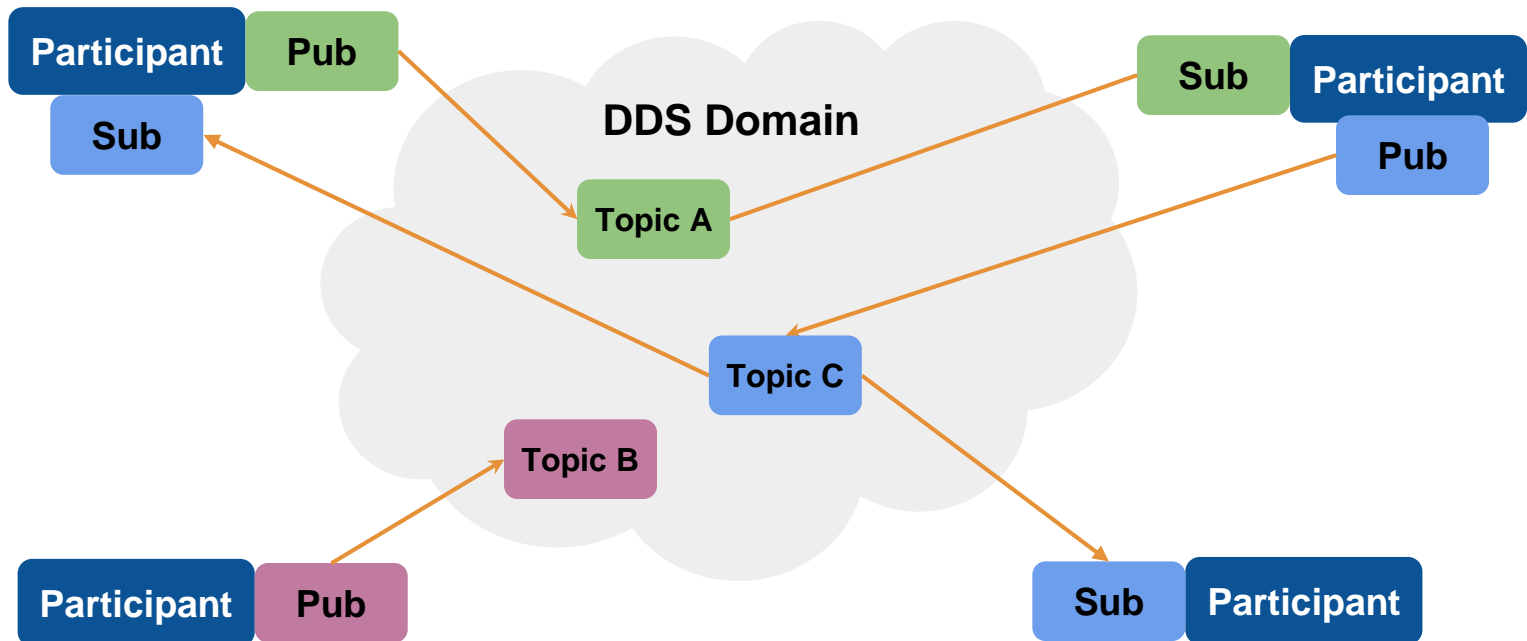 Participant
Pub
Sub
DDS Domain
Sub
Participant
Pub
Topic A
Topic C
Topic B
Participant
Pub
Sub
Participant